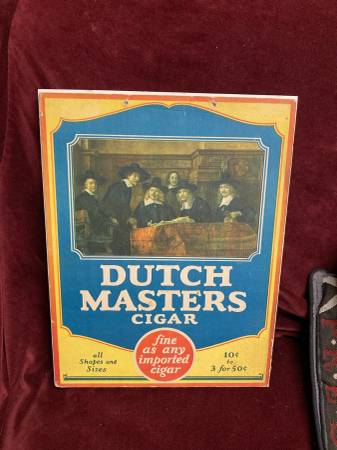 DUTCH
MASTERS
CIGAR
all
Shapes and
Sizes
fine
as any
imported
cigar
10¢
to
3 for 50¢